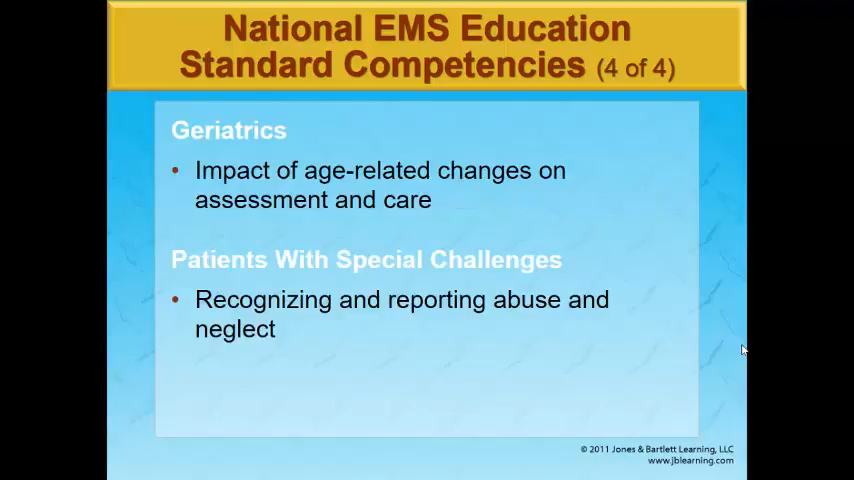 National EMS Education
Standard Competencies (4 of 4)
Geriatrics
• Impact of age-related changes on
assessment and care
Patients With Special Challenges
• Recognizing and reporting abuse and
neglect
© 2011 Jones & Bartlett Learning, LLC
www.jblearning.com